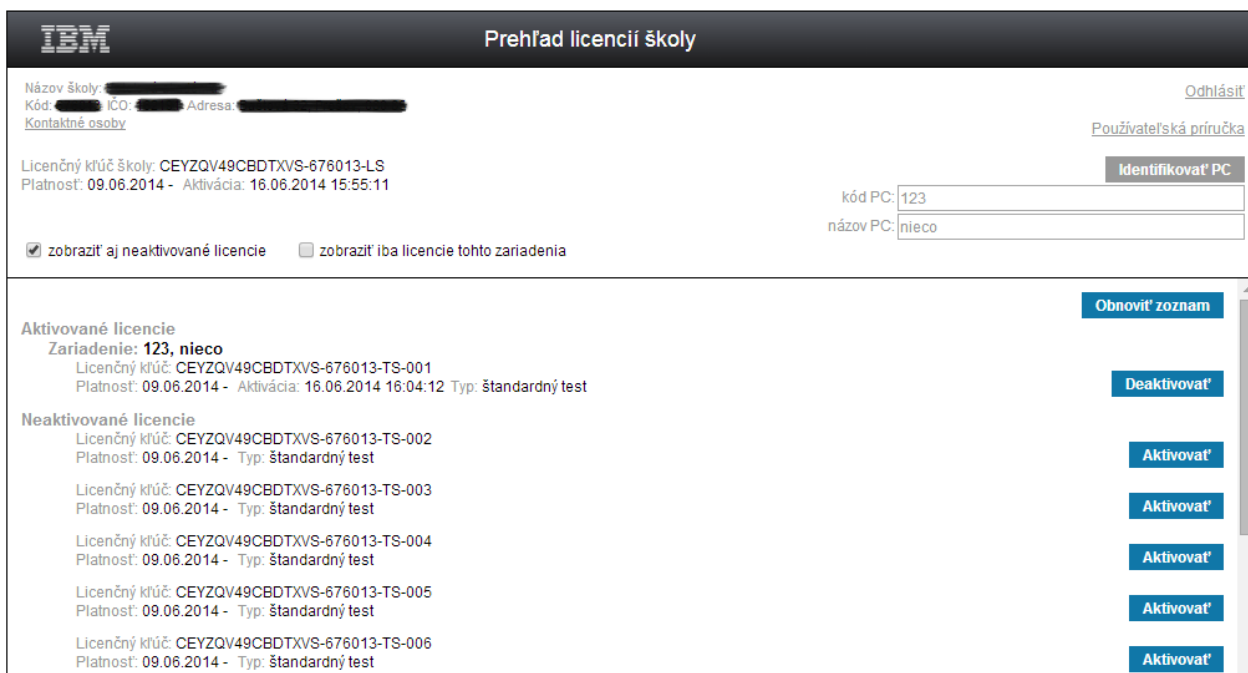 IBM
Prehľad licencií školy
Názov školy:
Kód: IČO: Adresa:
Kontaktné osoby
Odhlásiť
Používateľská príručka
Licenčný kľúč školy: CEYZQV49CBDTXVS-676013-LS
Platnosť: 09.06.2014 - Aktivácia: 16.06.2014 15:55:11
Identifikovať PC
kód PC: 123
názov PC: nieco
zobraziť aj neaktivované licencie zobraziť iba licencie tohto zariadenia
Obnoviť zoznam
Aktivované licencie
Zariadenie: 123, nieco
Licenčný kľúč: CEYZQV49CBDTXVS-676013-TS-001
Platnosť: 09.06.2014 - Aktivácia: 16.06.2014 16:04:12 Typ: štandardný test
Deaktivovať
Neaktivované licencie
Licenčný kľúč: CEYZQV49CBDTXVS-676013-TS-002
Platnosť: 09.06.2014 - Typ: štandardný test
Aktivovať
Licenčný kľúč: CEYZQV49CBDTXVS-676013-TS-003
Platnosť: 09.06.2014 - Typ: štandardný test
Aktivovať
Licenčný kľúč: CEYZQV49CBDTXVS-676013-TS-004
Platnosť: 09.06.2014 - Typ: štandardný test
Aktivovať
Licenčný kľúč: CEYZQV49CBDTXVS-676013-TS-005
Platnosť: 09.06.2014 - Typ: štandardný test
Aktivovať
Licenčný kľúč: CEYZQV49CBDTXVS-676013-TS-006
Platnosť: 09.06.2014 - Typ: štandardný test
Aktivovať